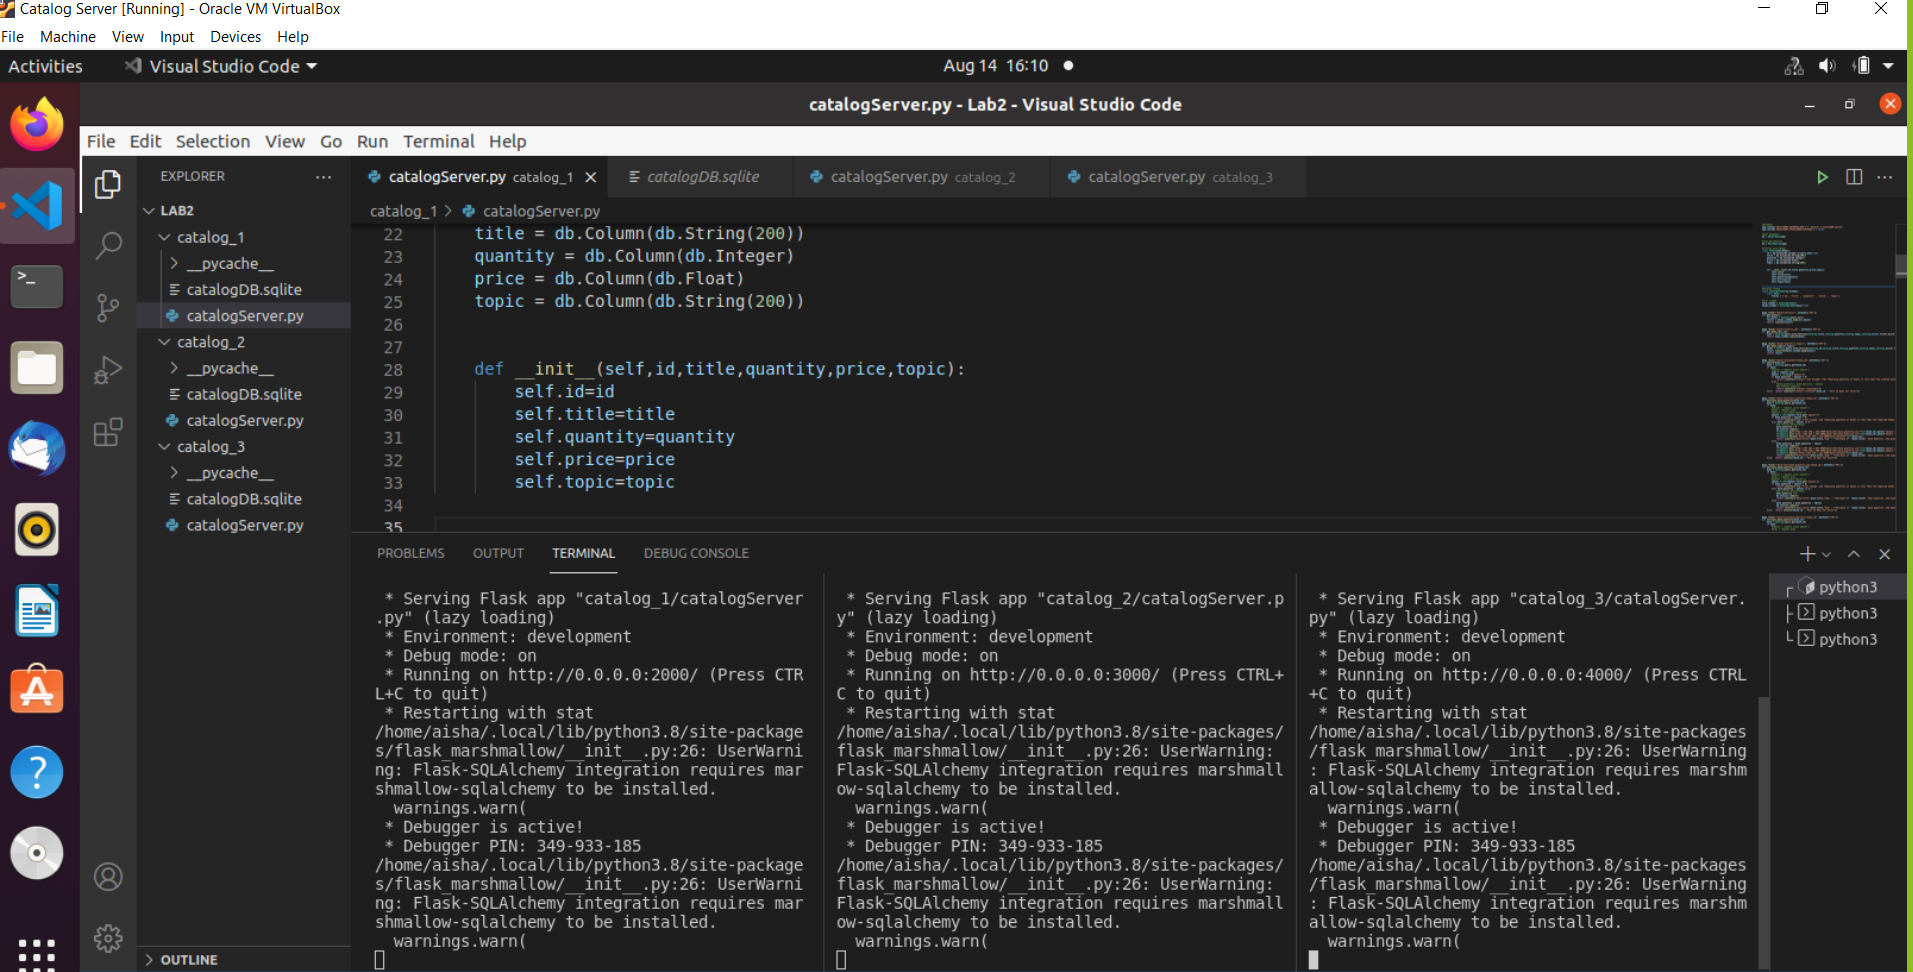 Catalog Server [Running] - Oracle VM VirtualBox
File Machine View Input Devices Help
Activities Visual Studio Code Aug 14 16:10
catalogServer.py - Lab2 - Visual Studio Code
File Edit Selection View Go Run Terminal Help
EXPLORER
LAB2
catalog_1
__pycache__
catalogDB.sqlite
catalogServer.py
catalog_2
__pycache__
catalogDB.sqlite
catalogServer.py
catalog_3
__pycache__
catalogDB.sqlite
catalogServer.py
OUTLINE
catalogServer.py catalog_1 catalogDB.sqlite catalogServer.py catalog_2 catalogServer.py catalog_3
catalog_1 > catalogServer.py
22 title = db.Column(db.String(200))
23 quantity = db.Column(db.Integer)
24 price = db.Column(db.Float)
25 topic = db.Column(db.String(200))
26
27
28 def __init__(self,id,title,quantity,price,topic):
29 self.id=id
30 self.title=title
31 self.quantity=quantity
32 self.price=price
33 self.topic=topic
34
35
PROBLEMS OUTPUT TERMINAL DEBUG CONSOLE
* Serving Flask app "catalog_1/catalogServer
.py" (lazy loading)
* Environment: development
* Debug mode: on
* Running on http://0.0.0.0:2000/ (Press CTR
L+C to quit)
* Restarting with stat
/home/aisha/.local/lib/python3.8/site-package
s/flask_marshmallow/__init__.py:26: UserWarni
ng: Flask-SQLAlchemy integration requires mar
shmallow-sqlalchemy to be installed.
warnings.warn(
* Debugger is active!
* Debugger PIN: 349-933-185
/home/aisha/.local/lib/python3.8/site-package
s/flask_marshmallow/__init__.py:26: UserWarni
ng: Flask-SQLAlchemy integration requires mar
shmallow-sqlalchemy to be installed.
warnings.warn(
* Serving Flask app "catalog_2/catalogServer.p
y" (lazy loading)
* Environment: development
* Debug mode: on
* Running on http://0.0.0.0:3000/ (Press CTRL+
C to quit)
* Restarting with stat
/home/aisha/.local/lib/python3.8/site-packages/
flask_marshmallow/__init__.py:26: UserWarning:
Flask-SQLAlchemy integration requires marshmall
ow-sqlalchemy to be installed.
warnings.warn(
* Debugger is active!
* Debugger PIN: 349-933-185
/home/aisha/.local/lib/python3.8/site-packages/
flask_marshmallow/__init__.py:26: UserWarning:
Flask-SQLAlchemy integration requires marshmall
ow-sqlalchemy to be installed.
warnings.warn(
* Serving Flask app "catalog_3/catalogServer.
py" (lazy loading)
* Environment: development
* Debug mode: on
* Running on http://0.0.0.0:4000/ (Press CTRL
+C to quit)
* Restarting with stat
/home/aisha/.local/lib/python3.8/site-packages
/flask_marshmallow/__init__.py:26: UserWarning
: Flask-SQLAlchemy integration requires marshm
allow-sqlalchemy to be installed.
warnings.warn(
* Debugger is active!
* Debugger PIN: 349-933-185
/home/aisha/.local/lib/python3.8/site-packages
/flask_marshmallow/__init__.py:26: UserWarning
: Flask-SQLAlchemy integration requires marshm
allow-sqlalchemy to be installed.
warnings.warn(
python3
python3
python3